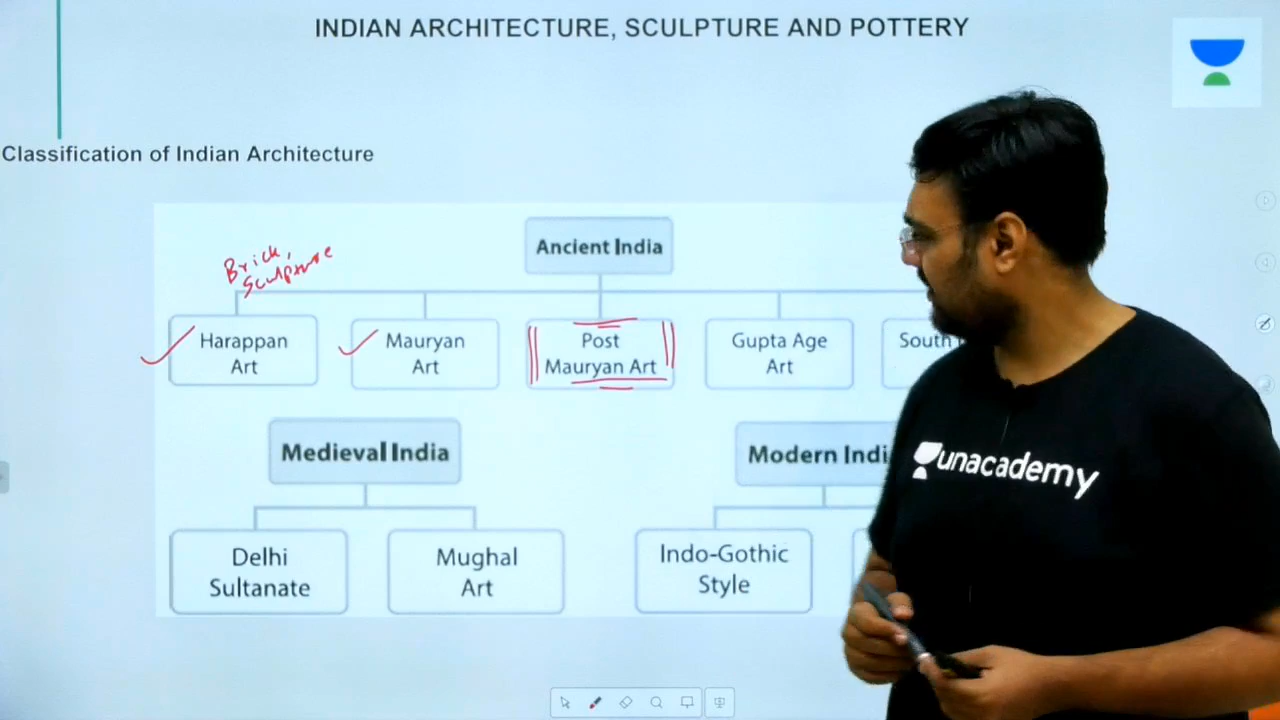 INDIAN ARCHITECTURE, SCULPTURE AND POTTERY
Classification of Indian Architecture
Brick,
Sculpture
Ancient India
Harappan
Art
Mauryan
Art
Post
Mauryan Art
Gupta Age
Art
South
Medieval India
Modern Indi
Delhi
Sultanate
Mughal
Art
Indo-Gothic
Style
unacademy